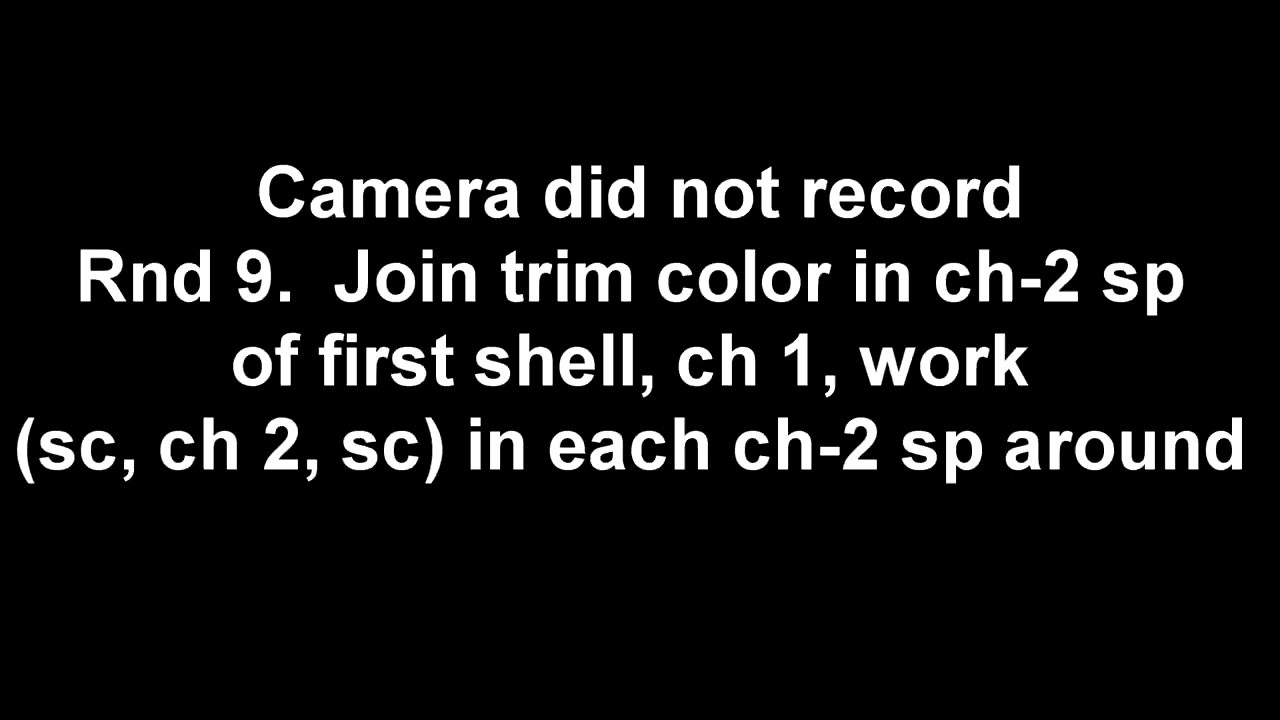 Camera did not record
Rnd 9.  Join trim color in ch-2 sp
of first shell, ch 1, work
(sc, ch 2, sc) in each ch-2 sp around